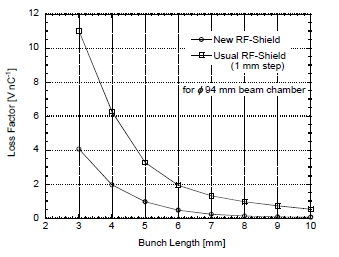 12
10
8
6
4
2
0
Loss Factor [V nC⁻¹]
New RF-Shield
Usual RF-Shield
(1 mm step)
for ϕ94 mm beam chamber
2 3 4 5 6 7 8 9 10
Bunch Length [mm]